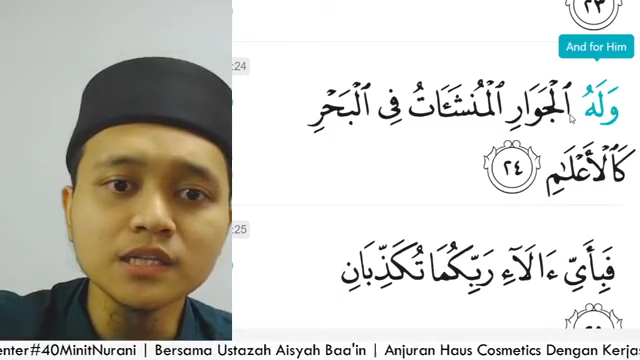 ٢٣
And for Him
:24
وَلَهُ ٱلْجَوَارِ ٱلْمُنشَـَٔاتُ فِى ٱلْبَحْرِ
كَٱلْأَعْلَـٰمِ ٢٤
:25
فَبِأَىِّ ءَالَآءِ رَبِّكُمَا تُكَذِّبَانِ
enter#40MinitNurani | Bersama Ustazah Aisyah Baa'in | Anjuran Haus Cosmetics Dengan Kerjas